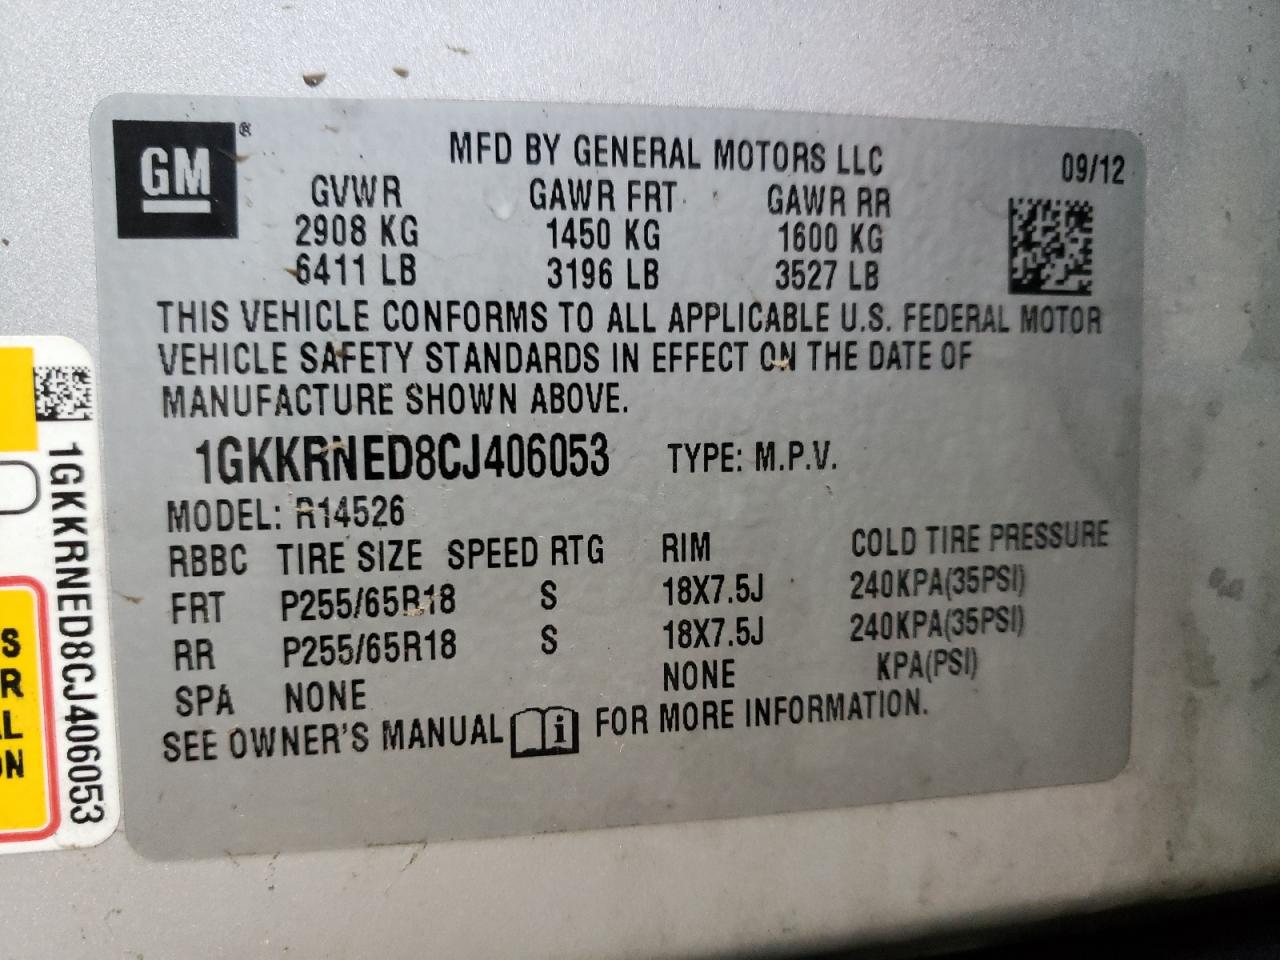 GM ®
MFD BY GENERAL MOTORS LLC
09/12
GVWR GAWR FRT GAWR RR
2908 KG 1450 KG 1600 KG
6411 LB 3196 LB 3527 LB
THIS VEHICLE CONFORMS TO ALL APPLICABLE U.S. FEDERAL MOTOR
VEHICLE SAFETY STANDARDS IN EFFECT ON THE DATE OF
MANUFACTURE SHOWN ABOVE.
1GKKRNED8CJ406053 TYPE: M.P.V.
MODEL: R14526
RBBC TIRE SIZE SPEED RTG RIM COLD TIRE PRESSURE
FRT P255/65R18 S 18X7.5J 240KPA(35PSI)
RR P255/65R18 S 18X7.5J 240KPA(35PSI)
SPA NONE NONE KPA(PSI)
SEE OWNER'S MANUAL i FOR MORE INFORMATION.
1GKKRNED8CJ406053
S
R
L
ON